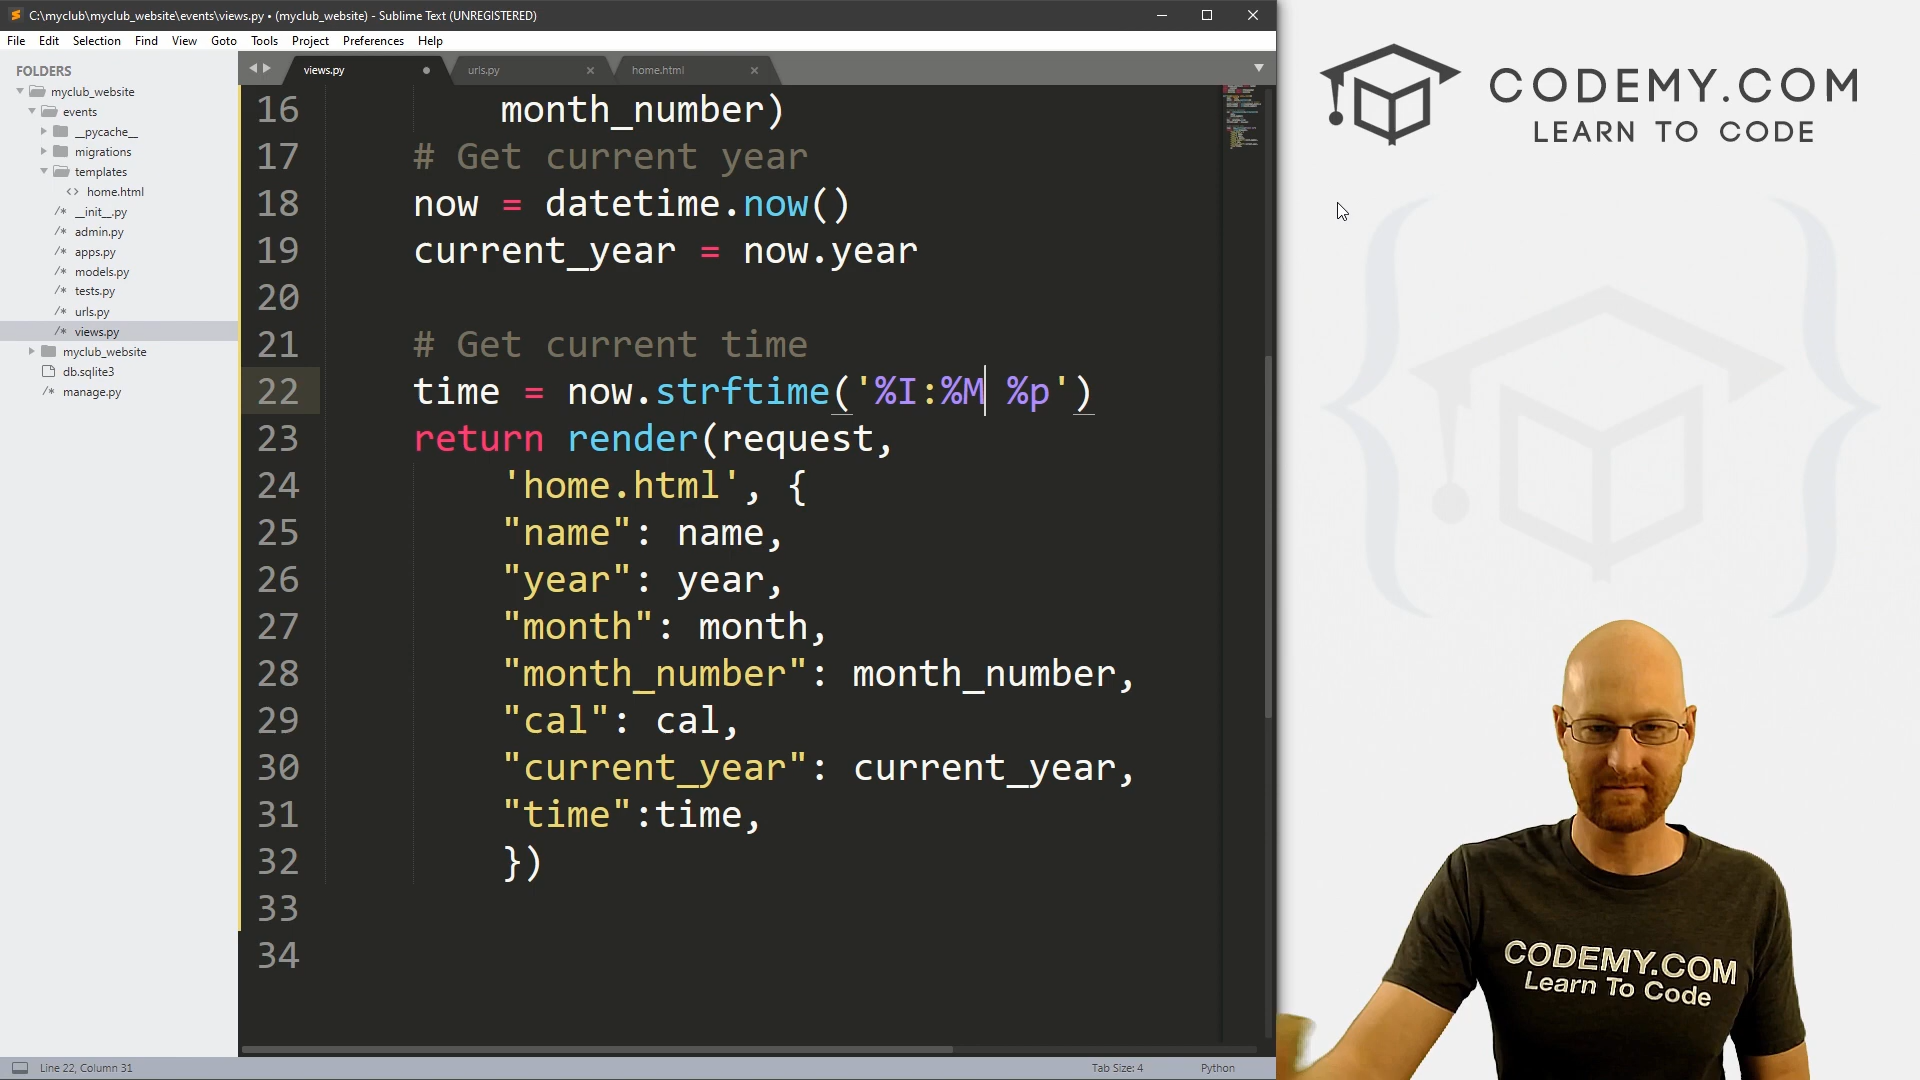 C:\myclub\myclub_website\events\views.py • (myclub_website) - Sublime Text (UNREGISTERED)
File Edit Selection Find View Goto Tools Project Preferences Help
FOLDERS
myclub_website
events
__pycache__
migrations
templates
<> home.html
/* __init__.py
/* admin.py
/* apps.py
/* models.py
/* tests.py
/* urls.py
/* views.py
myclub_website
db.sqlite3
manage.py
views.py urls.py home.html
16 month_number)
17 # Get current year
18 now = datetime.now()
19 current_year = now.year
20
21 # Get current time
22 time = now.strftime('%I:%M %p')
23 return render(request,
24 'home.html', {
25 "name": name,
26 "year": year,
27 "month": month,
28 "month_number": month_number,
29 "cal": cal,
30 "current_year": current_year,
31 "time":time,
32 })
33
34
Line 22, Column 31 Tab Size: 4 Python
CODEMY.COM
LEARN TO CODE
CODEMY.COM
Learn To Code